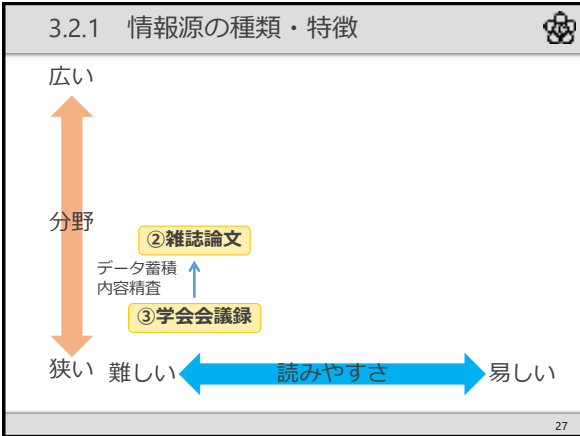 3.2.1 情報源の種類・特徴
広い
分野
②雑誌論文
データ蓄積
内容精査
③学会会議録
狭い
難しい
読みやすさ
易しい
27